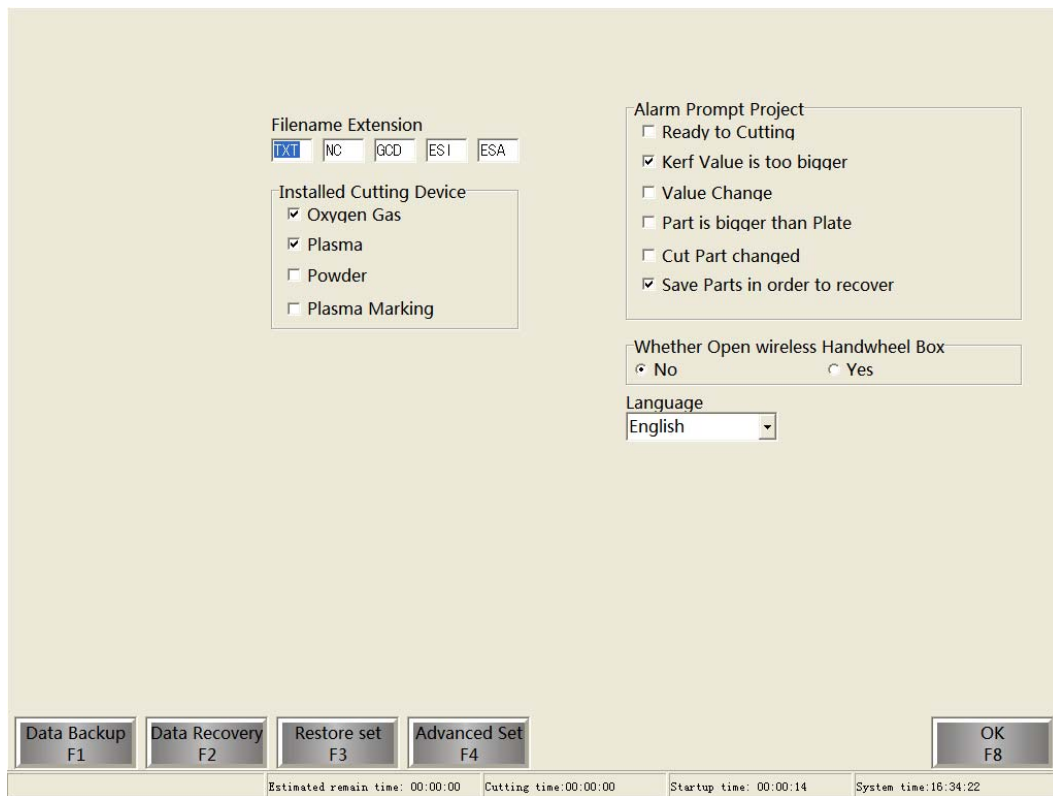 Filename Extension
TXT NC GCD ESI ESA
Installed Cutting Device
Oxygen Gas
Plasma
Powder
Plasma Marking
Alarm Prompt Project
Ready to Cutting
Kerf Value is too bigger
Value Change
Part is bigger than Plate
Cut Part changed
Save Parts in order to recover
Whether Open wireless Handwheel Box
No Yes
Language
English
Data Backup
F1
Data Recovery
F2
Restore set
F3
Advanced Set
F4
OK
F8
Estimated remain time: 00:00:00 Cutting time:00:00:00 Startup time: 00:00:14 System time:16:34:22